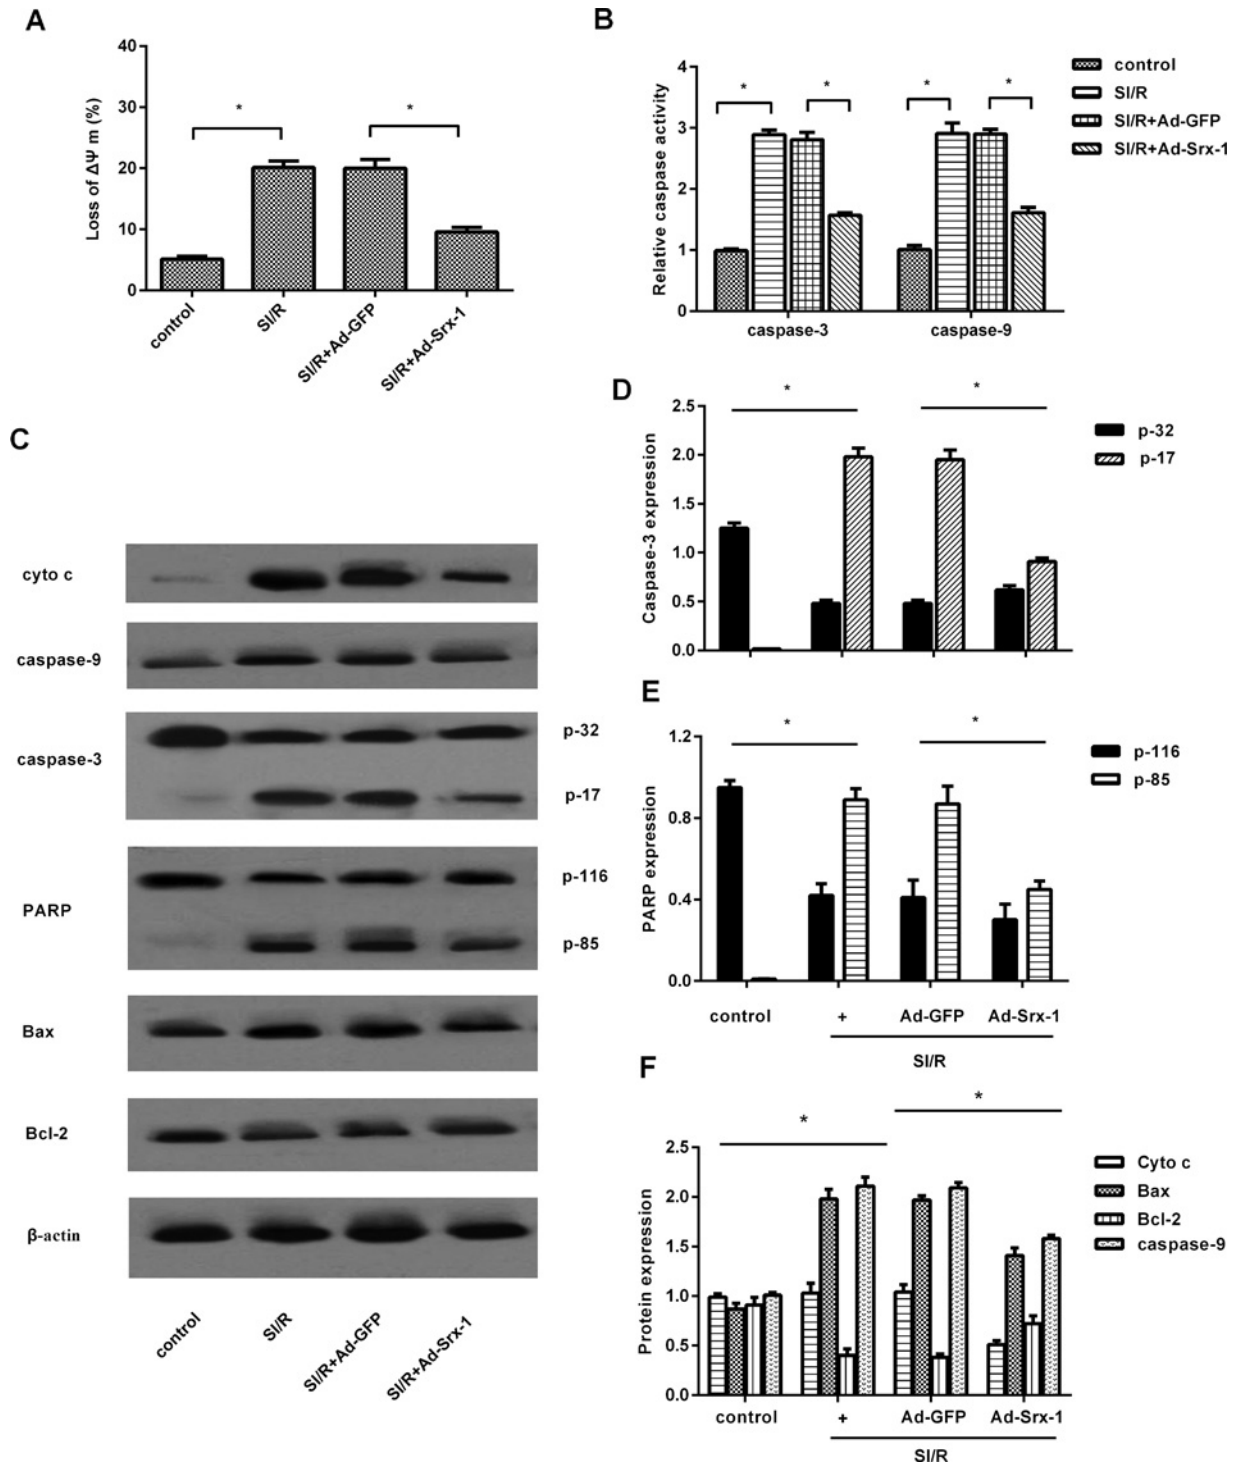 A
40
30
20
10
0
Loss of ΔΨ m (%)
*
*
control
SI/R
SI/R+Ad-GFP
SI/R+Ad-Srx-1
B
4
3
2
1
0
Relative caspase activity
*
*
*
*
caspase-3
caspase-9
control
SI/R
SI/R+Ad-GFP
SI/R+Ad-Srx-1
C
cyto c
caspase-9
caspase-3
p-32
p-17
PARP
p-116
p-85
Bax
Bcl-2
β-actin
control
SI/R
SI/R+Ad-GFP
SI/R+Ad-Srx-1
D
2.5
2.0
1.5
1.0
0.5
0.0
Caspase-3 expression
*
*
p-32
p-17
E
1.2
0.8
0.4
0.0
PARP expression
*
*
p-116
p-85
control
+
Ad-GFP
Ad-Srx-1
SI/R
F
2.5
2.0
1.5
1.0
0.5
0.0
Protein expression
*
*
Cyto c
Bax
Bcl-2
caspase-9
control
+
Ad-GFP
Ad-Srx-1
SI/R